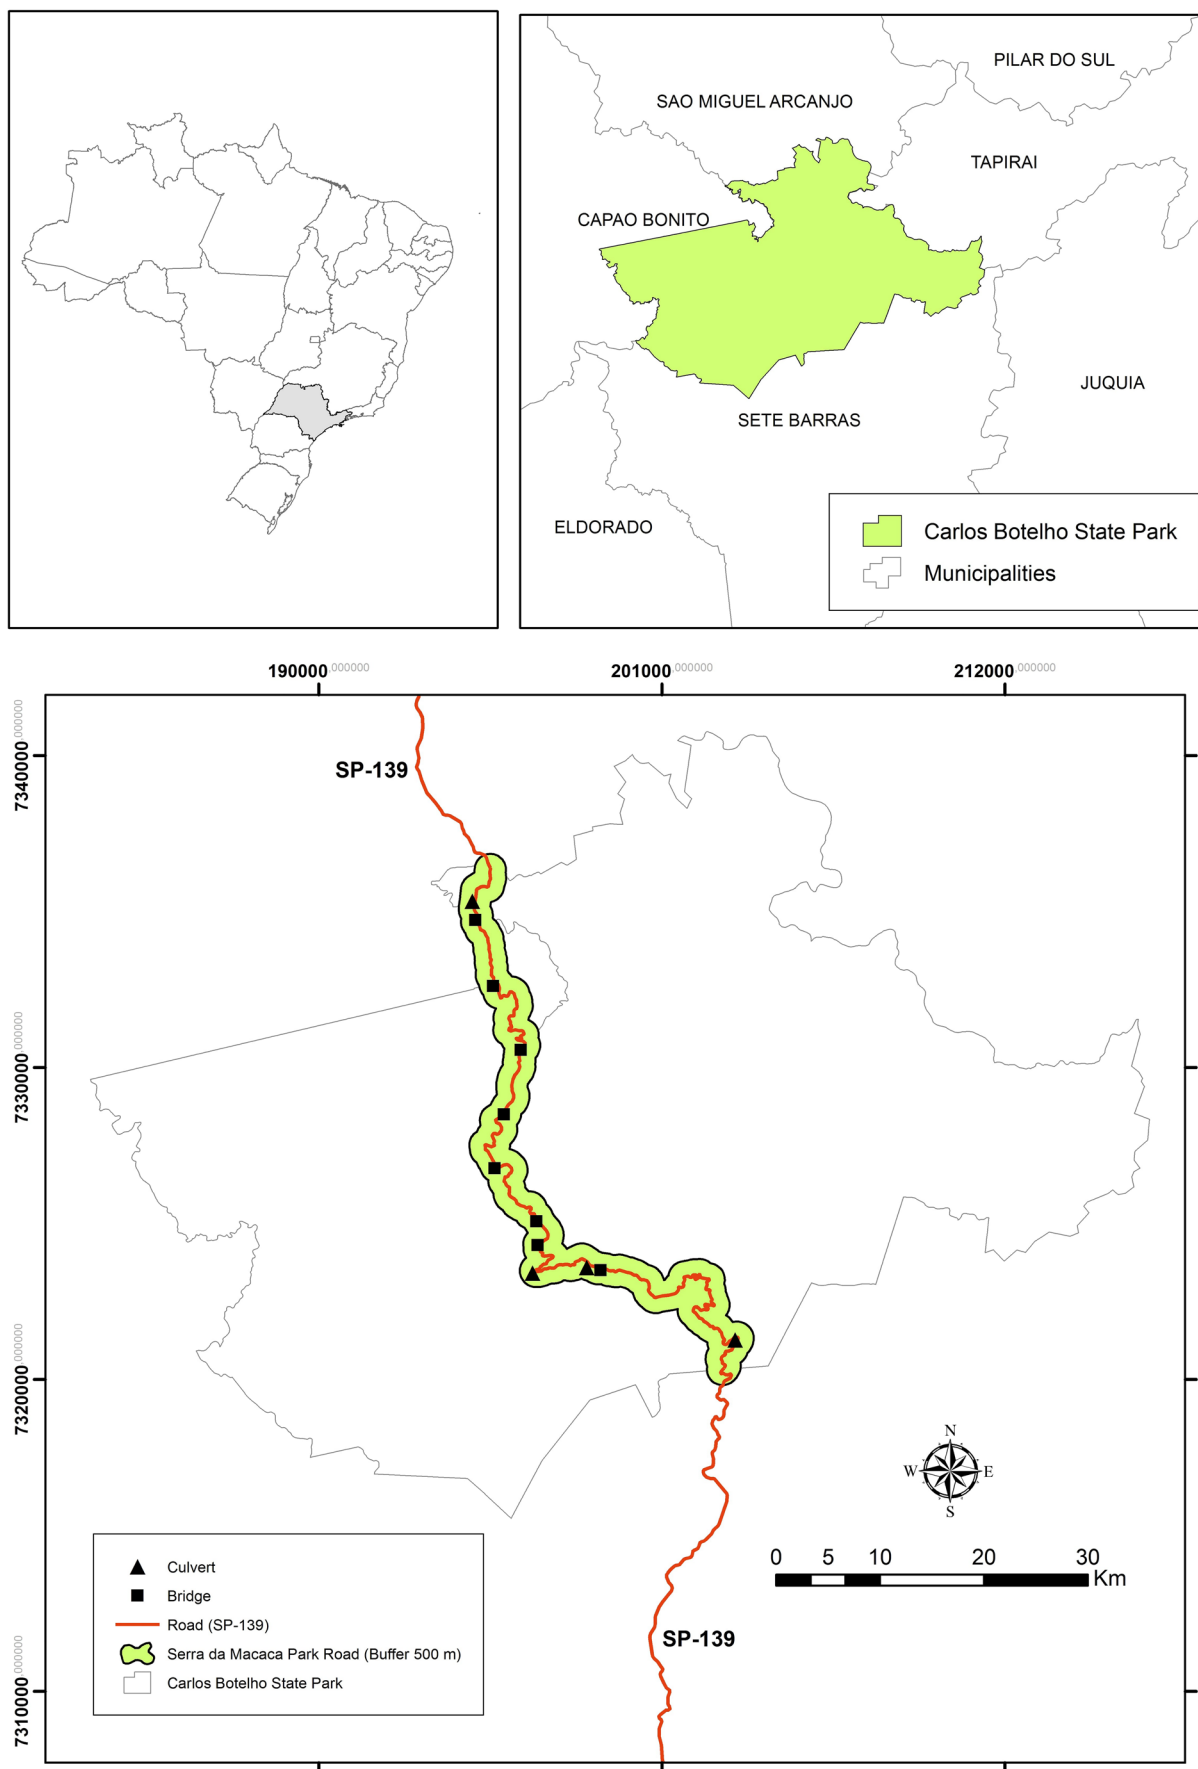 PILAR DO SUL
SAO MIGUEL ARCANJO
TAPIRAI
CAPAO BONITO
JUQUIA
SETE BARRAS
ELDORADO
Carlos Botelho State Park
Municipalities
190000,000000 201000,000000 212000,000000
7340000,000000
7330000,000000
7320000,000000
7310000,000000
SP-139
N
W E
S
0 5 10 20 30
Km
SP-139
Culvert
Bridge
Road (SP-139)
Serra da Macaca Park Road (Buffer 500 m)
Carlos Botelho State Park